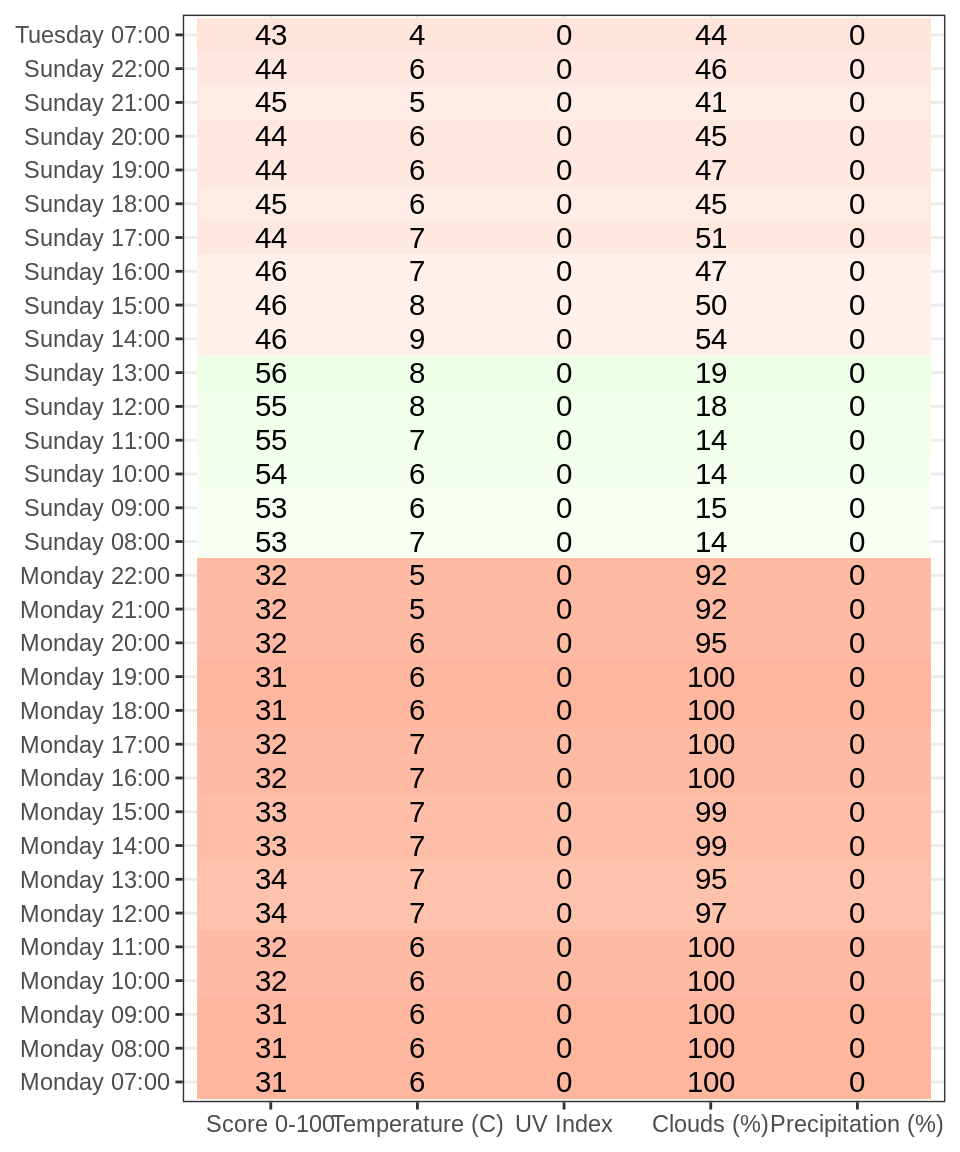 Tuesday 07:00 43 4 0 44 0
Sunday 22:00 44 6 0 46 0
Sunday 21:00 45 5 0 41 0
Sunday 20:00 44 6 0 45 0
Sunday 19:00 44 6 0 47 0
Sunday 18:00 45 6 0 45 0
Sunday 17:00 44 7 0 51 0
Sunday 16:00 46 7 0 47 0
Sunday 15:00 46 8 0 50 0
Sunday 14:00 46 9 0 54 0
Sunday 13:00 56 8 0 19 0
Sunday 12:00 55 8 0 18 0
Sunday 11:00 55 7 0 14 0
Sunday 10:00 54 6 0 14 0
Sunday 09:00 53 6 0 15 0
Sunday 08:00 53 7 0 14 0
Monday 22:00 32 5 0 92 0
Monday 21:00 32 5 0 92 0
Monday 20:00 32 6 0 95 0
Monday 19:00 31 6 0 100 0
Monday 18:00 31 6 0 100 0
Monday 17:00 32 7 0 100 0
Monday 16:00 32 7 0 100 0
Monday 15:00 33 7 0 99 0
Monday 14:00 33 7 0 99 0
Monday 13:00 34 7 0 95 0
Monday 12:00 34 7 0 97 0
Monday 11:00 32 6 0 100 0
Monday 10:00 32 6 0 100 0
Monday 09:00 31 6 0 100 0
Monday 08:00 31 6 0 100 0
Monday 07:00 31 6 0 100 0
Score 0-100 Temperature (C) UV Index Clouds (%) Precipitation (%)